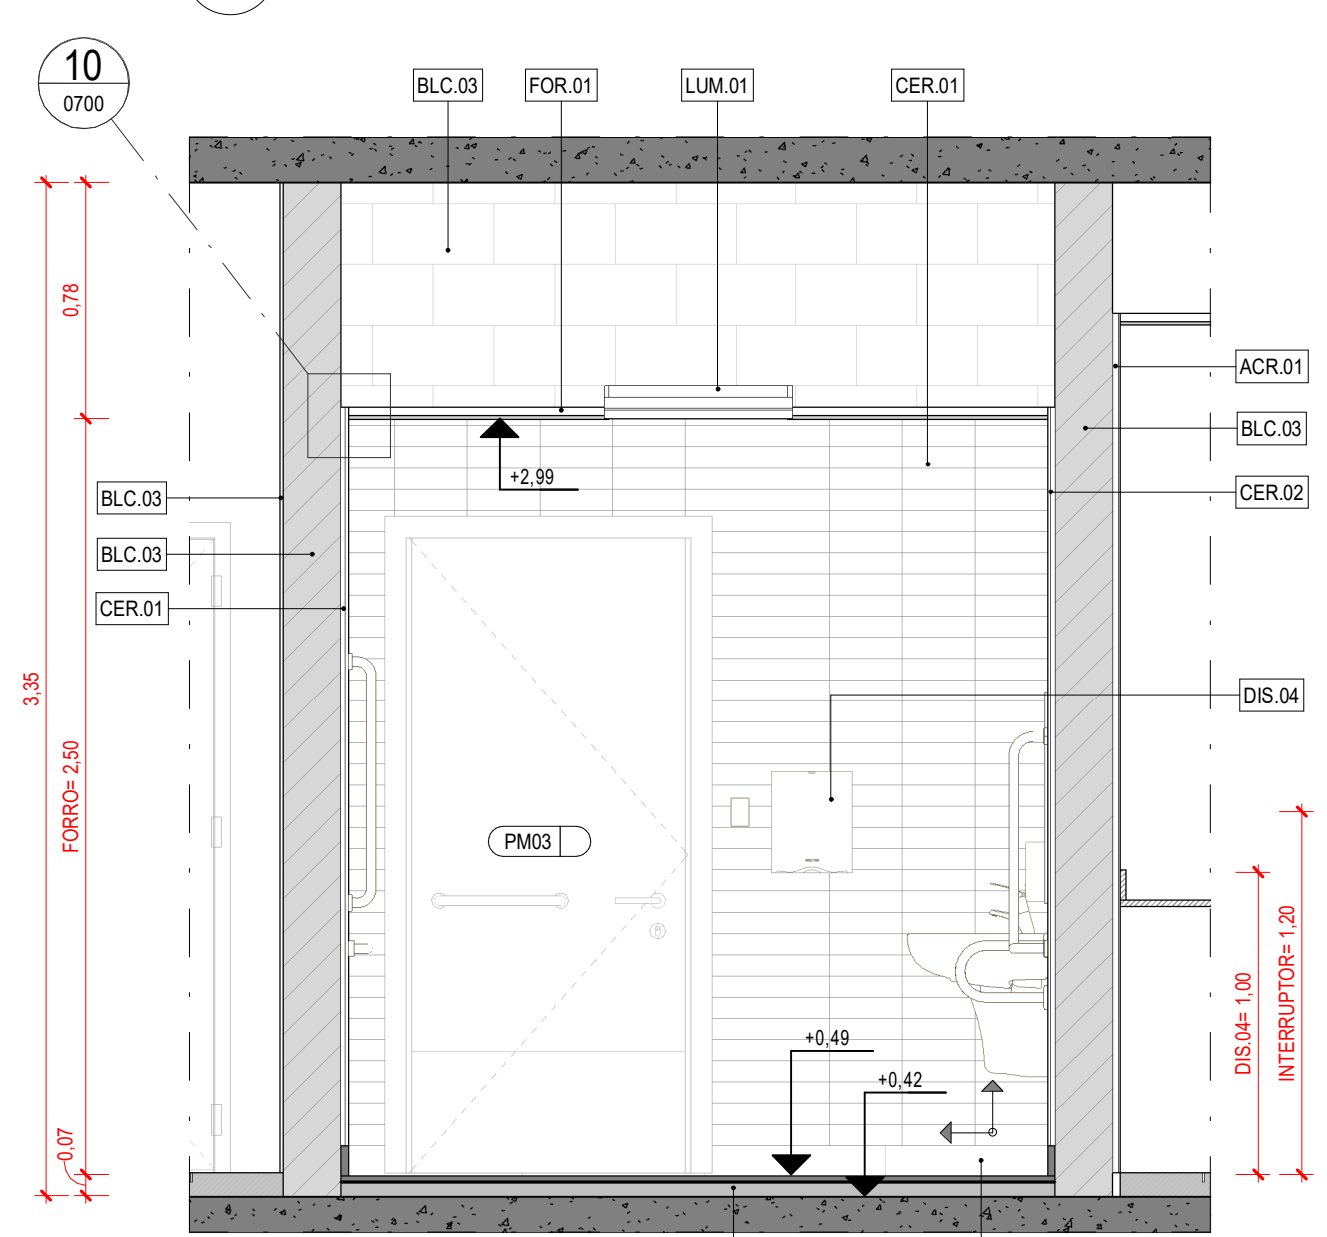 10
0700
BLC.03
FOR.01
LUM.01
CER.01
0,78
ACR.01
BLC.03
+2,99
CER.02
BLC.03
BLC.03
CER.01
3,35
DIS.04
FORRO= 2,50
PM03
INTERRUPTOR= 1,20
DIS.04= 1,00
+0,49
+0,42
0,07